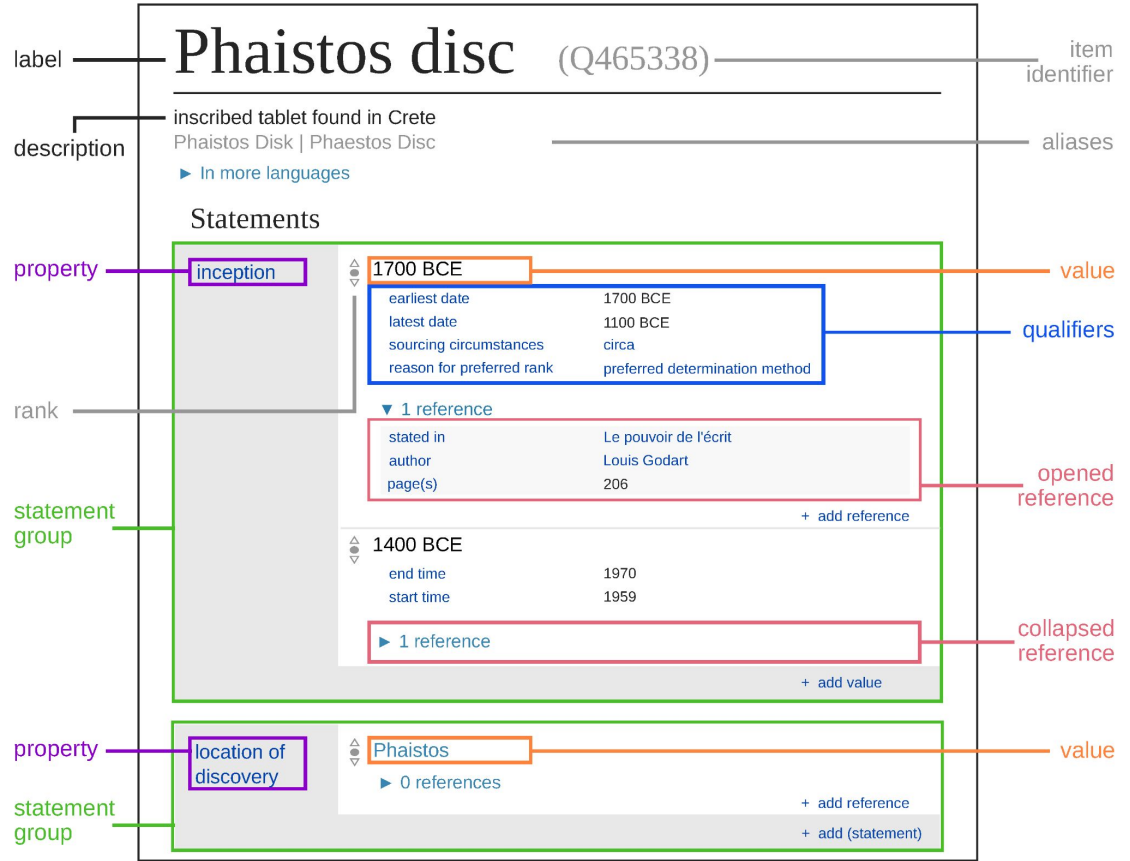 label
Phaistos disc (Q465338)
item
identifier
description
inscribed tablet found in Crete
Phaistos Disk | Phaestos Disc
aliases
► In more languages
Statements
property
inception
1700 BCE
value
earliest date 1700 BCE
latest date 1100 BCE
sourcing circumstances circa
reason for preferred rank preferred determination method
qualifiers
rank
▼ 1 reference
stated in Le pouvoir de l'écrit
author Louis Godart
page(s) 206
opened
reference
+ add reference
statement
group
1400 BCE
end time 1970
start time 1959
► 1 reference
collapsed
reference
+ add value
property
location of
discovery
Phaistos
value
► 0 references
+ add reference
statement
group
+ add (statement)